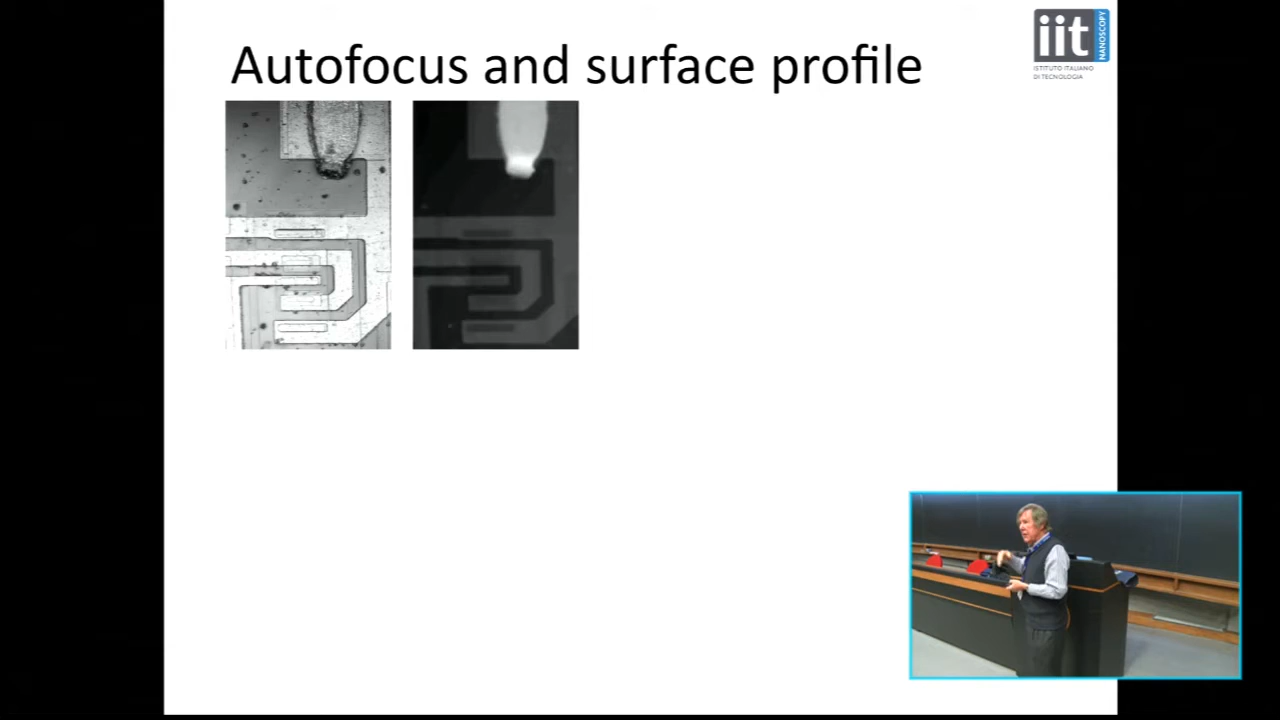 Autofocus and surface profile
iit
NANOSCOPY
ISTITUTO ITALIANO
DI TECNOLOGIA